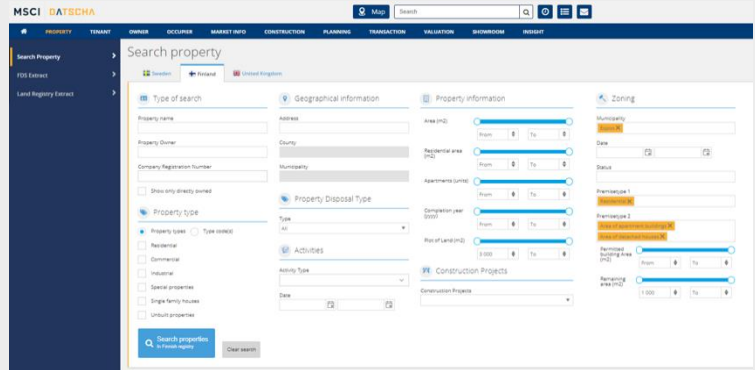 MSCI DATSCHA
Map Search
PROPERTY TENANT OWNER OCCUPIER MARKET INFO CONSTRUCTION PLANNING TRANSACTION VALUATION SHOWROOM INSIGHT
Search Property
FDS Extract
Land Registry Extract
Search property
Sweden Finland United Kingdom
Type of search
Property name
Property Owner
Company Registration Number
Show only directly owned
Property type
Property types Type code(s)
Residential
Commercial
Industrial
Special properties
Single family houses
Unbuilt properties
Search properties
in Finnish registry
Clear search
Geographical information
Address
County
Municipality
Property Disposal Type
Type
All
Activities
Activity Type
Date
Property information
Area (m2)
From To
Residential area
(m2)
From To
Apartments (units)
From To
Completion year
(yyyy)
From To
Plot of Land (m2)
To
Construction Projects
Construction Projects
Zoning
Municipality
Espoo X
Date
Status
Premisetype 1
Residential X
Premisetype 2
Area of apartment buildings X
Area of detached houses X
Permitted
building Area
(m2)
From To
Remaining
area (m2)
1 000 To